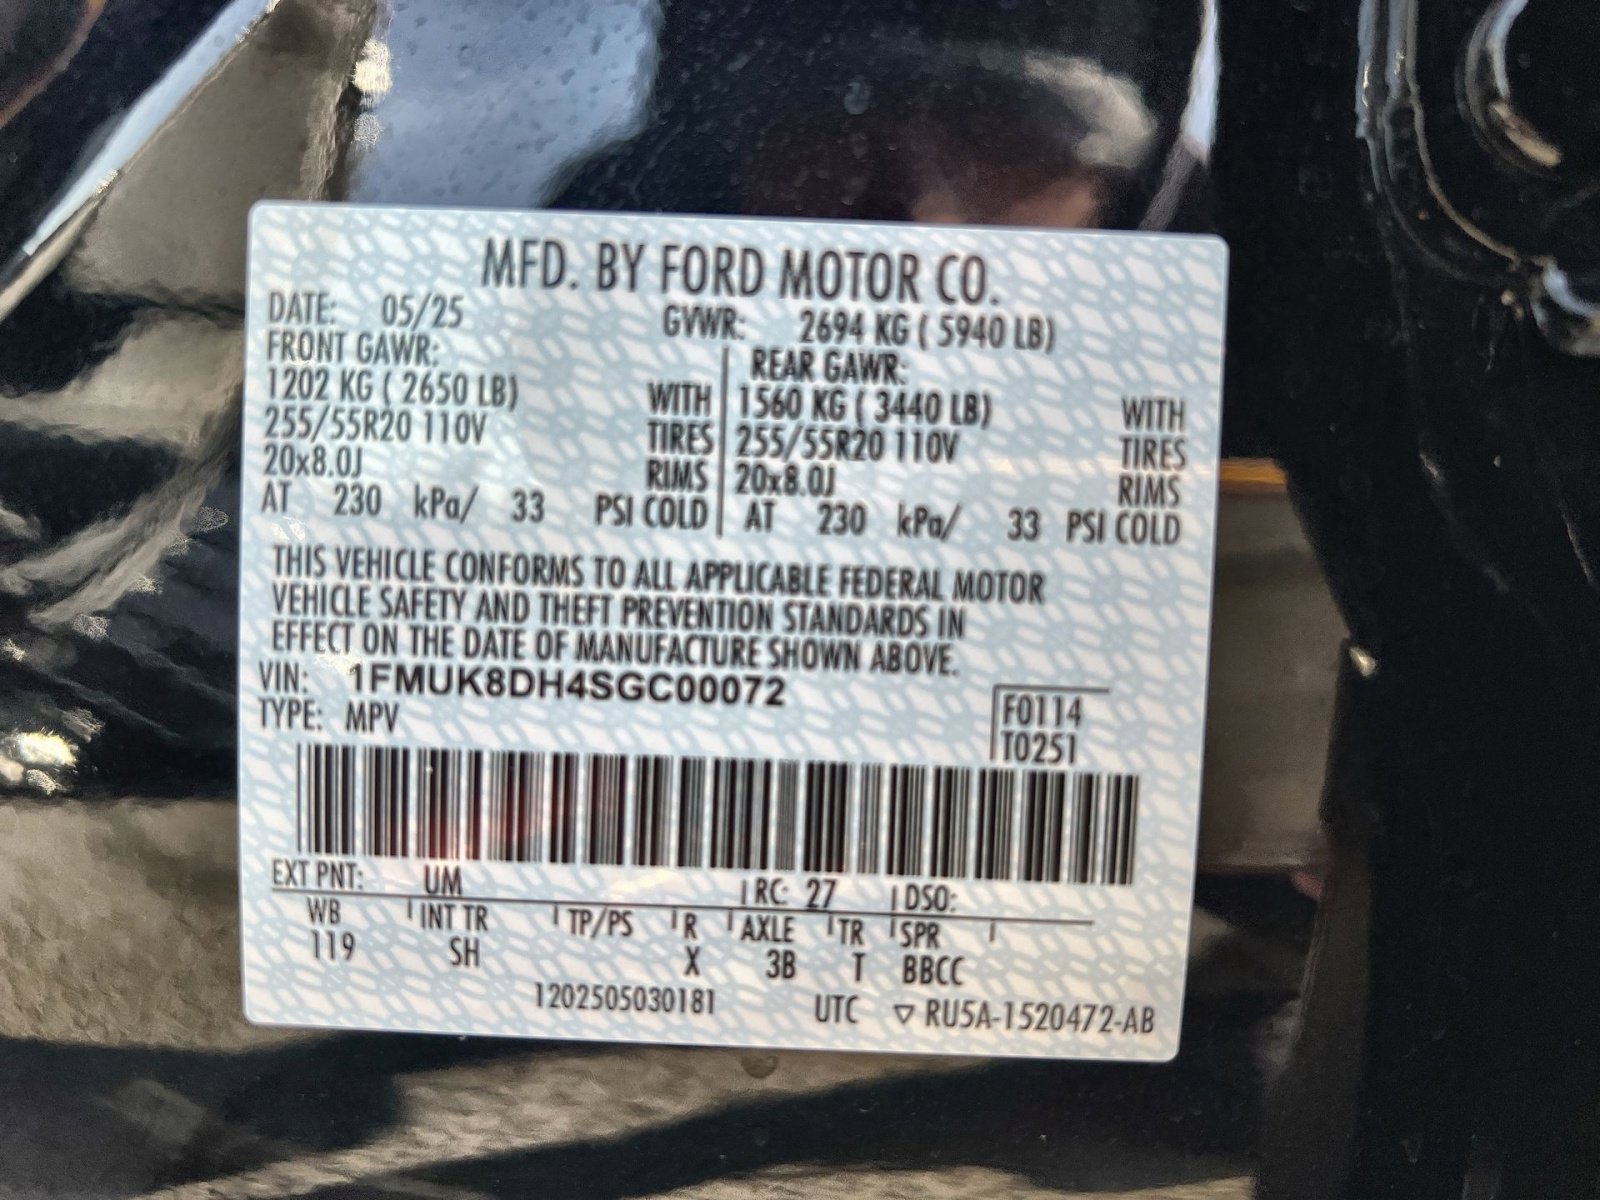 MFD. BY FORD MOTOR CO.
DATE: 05/25 GVWR: 2694 KG ( 5940 LB)
FRONT GAWR: REAR GAWR:
1202 KG ( 2650 LB) WITH 1560 KG ( 3440 LB) WITH
255/55R20 110V TIRES 255/55R20 110V TIRES
20x8.0J RIMS 20x8.0J RIMS
AT 230 kPa/ 33 PSI COLD AT 230 kPa/ 33 PSI COLD
THIS VEHICLE CONFORMS TO ALL APPLICABLE FEDERAL MOTOR
VEHICLE SAFETY AND THEFT PREVENTION STANDARDS IN
EFFECT ON THE DATE OF MANUFACTURE SHOWN ABOVE.
VIN: 1FMUK8DH4SGC00072
TYPE: MPV
F0114
T0251
EXT PNT: UM RC: 27 DSO:
WB INT TR TP/PS R AXLE TR SPR
119 SH X 3B T BBCC
1202505030181 UTC ▽ RU5A-1520472-AB